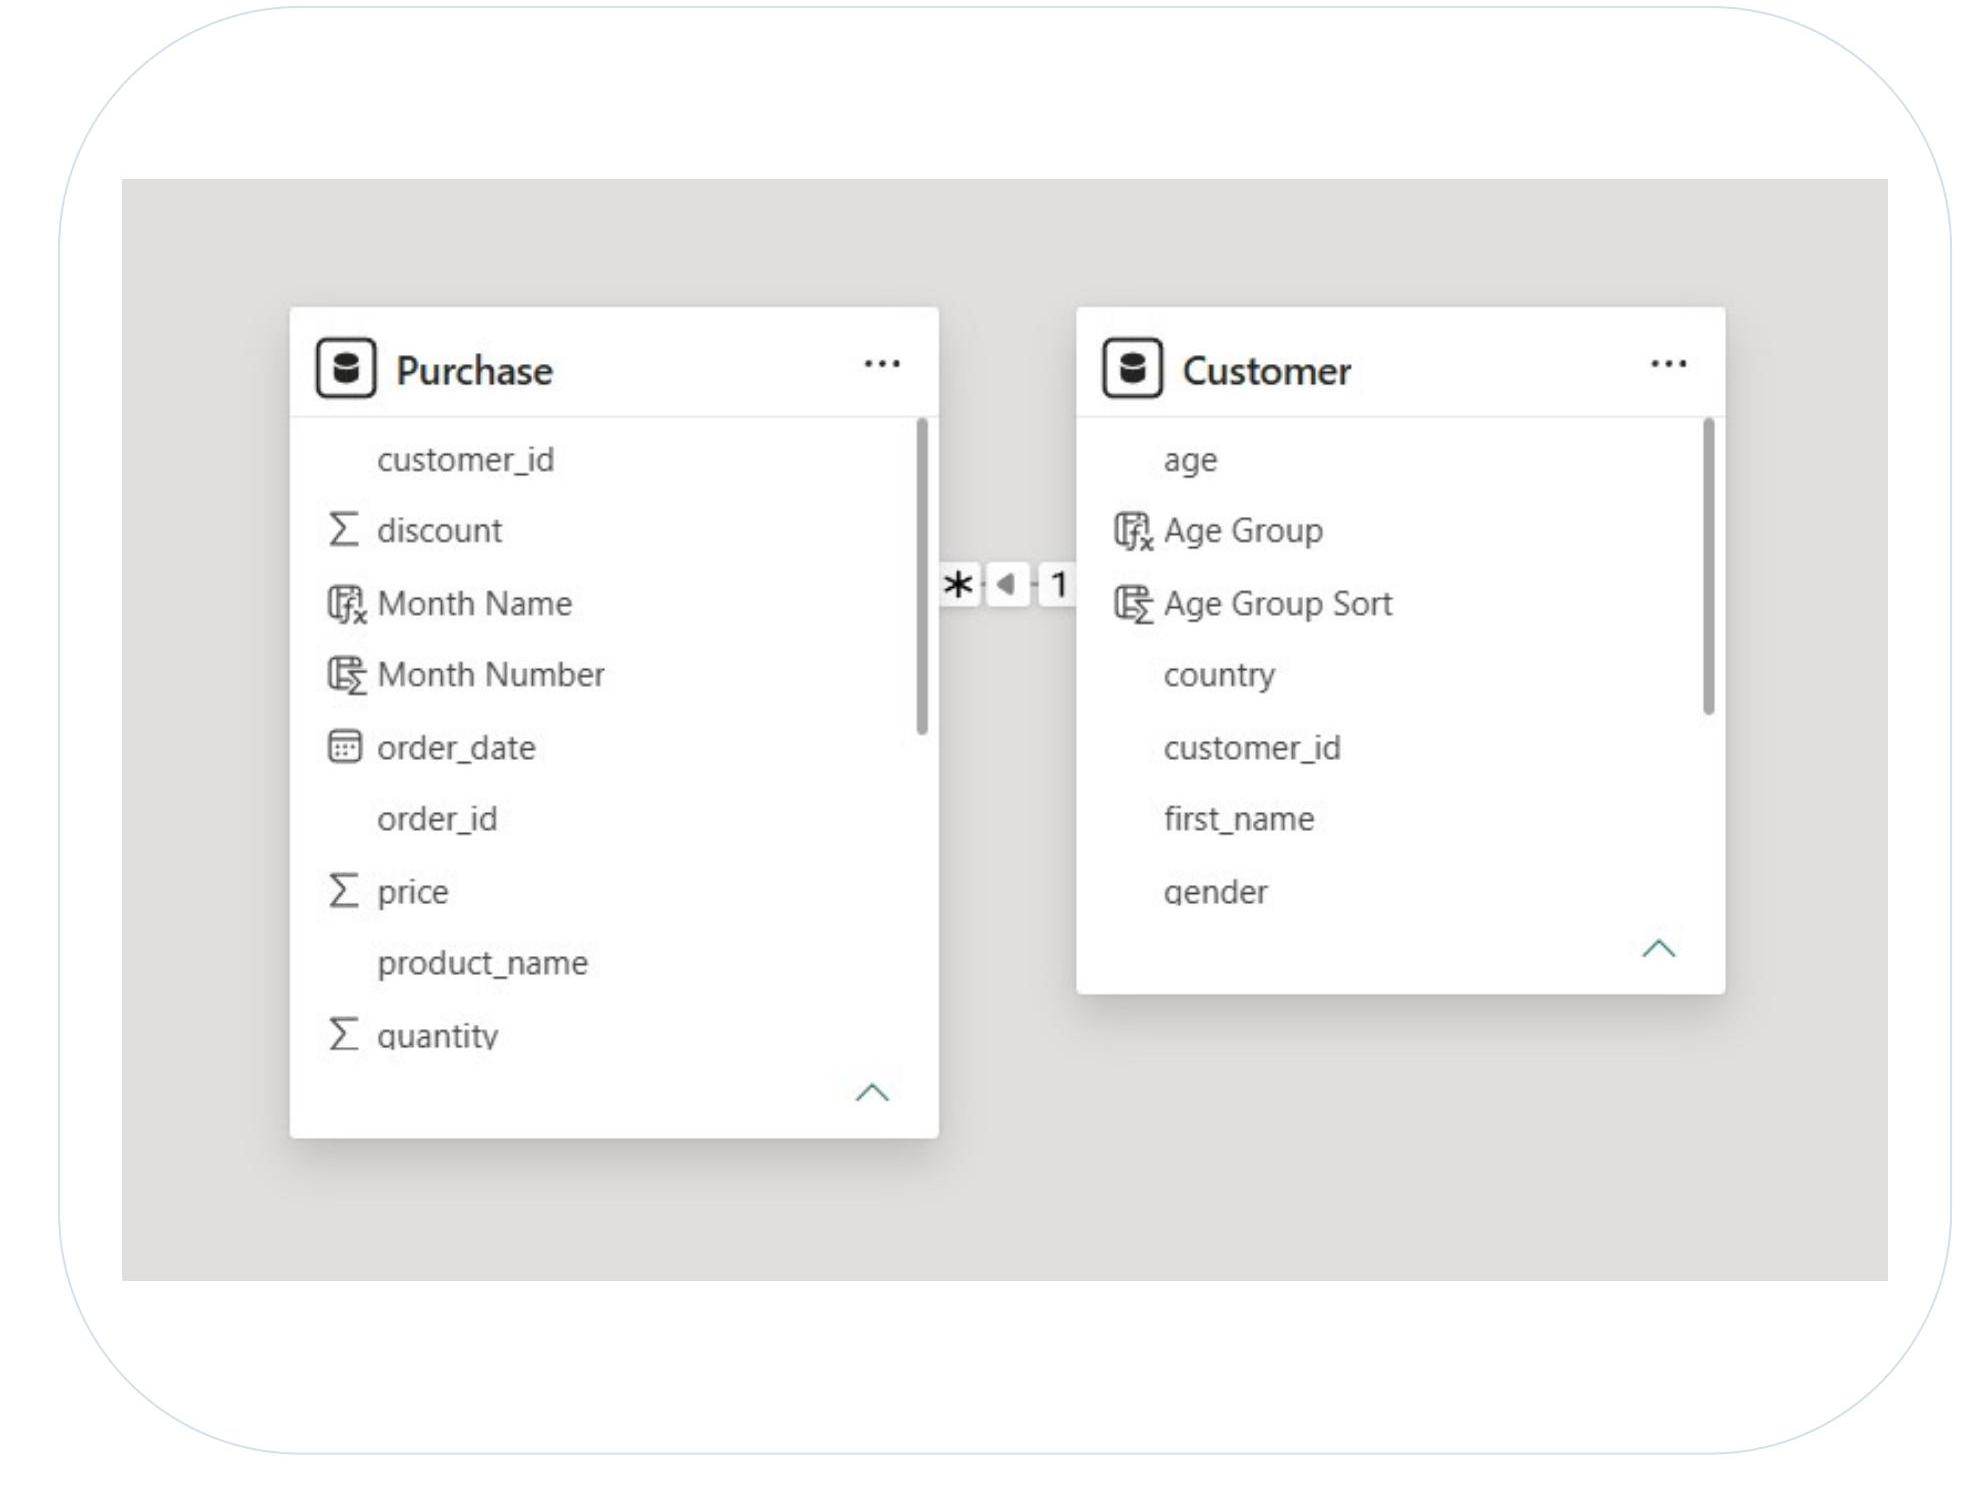 Purchase
customer_id
discount
Month Name
Month Number
order_date
order_id
price
product_name
quantity
* 1
Customer
age
Age Group
Age Group Sort
country
customer_id
first_name
gender